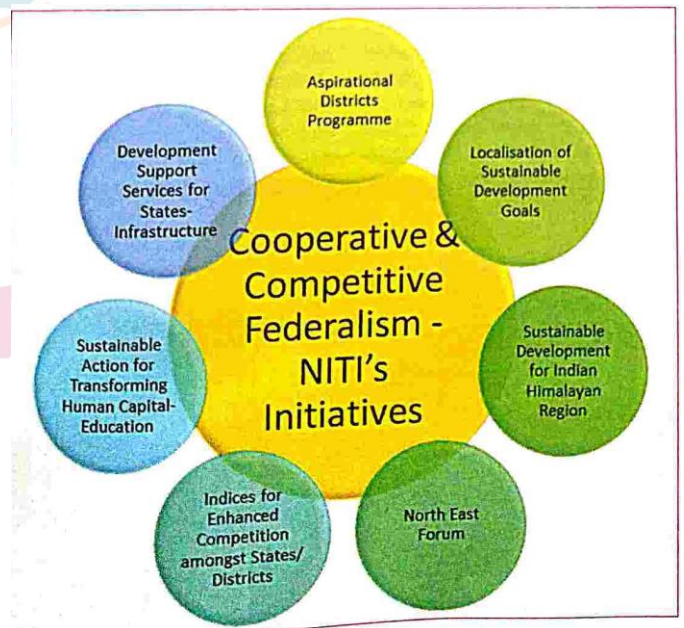 Cooperative &
Competitive
Federalism -
NITI's
Initiatives
Aspirational
Districts
Programme
Localisation of
Sustainable
Development
Goals
Sustainable
Development
for Indian
Himalayan
Region
North East
Forum
Indices for
Enhanced
Competition
amongst States/
Districts
Sustainable
Action for
Transforming
Human Capital-
Education
Development
Support
Services for
States-
Infrastructure